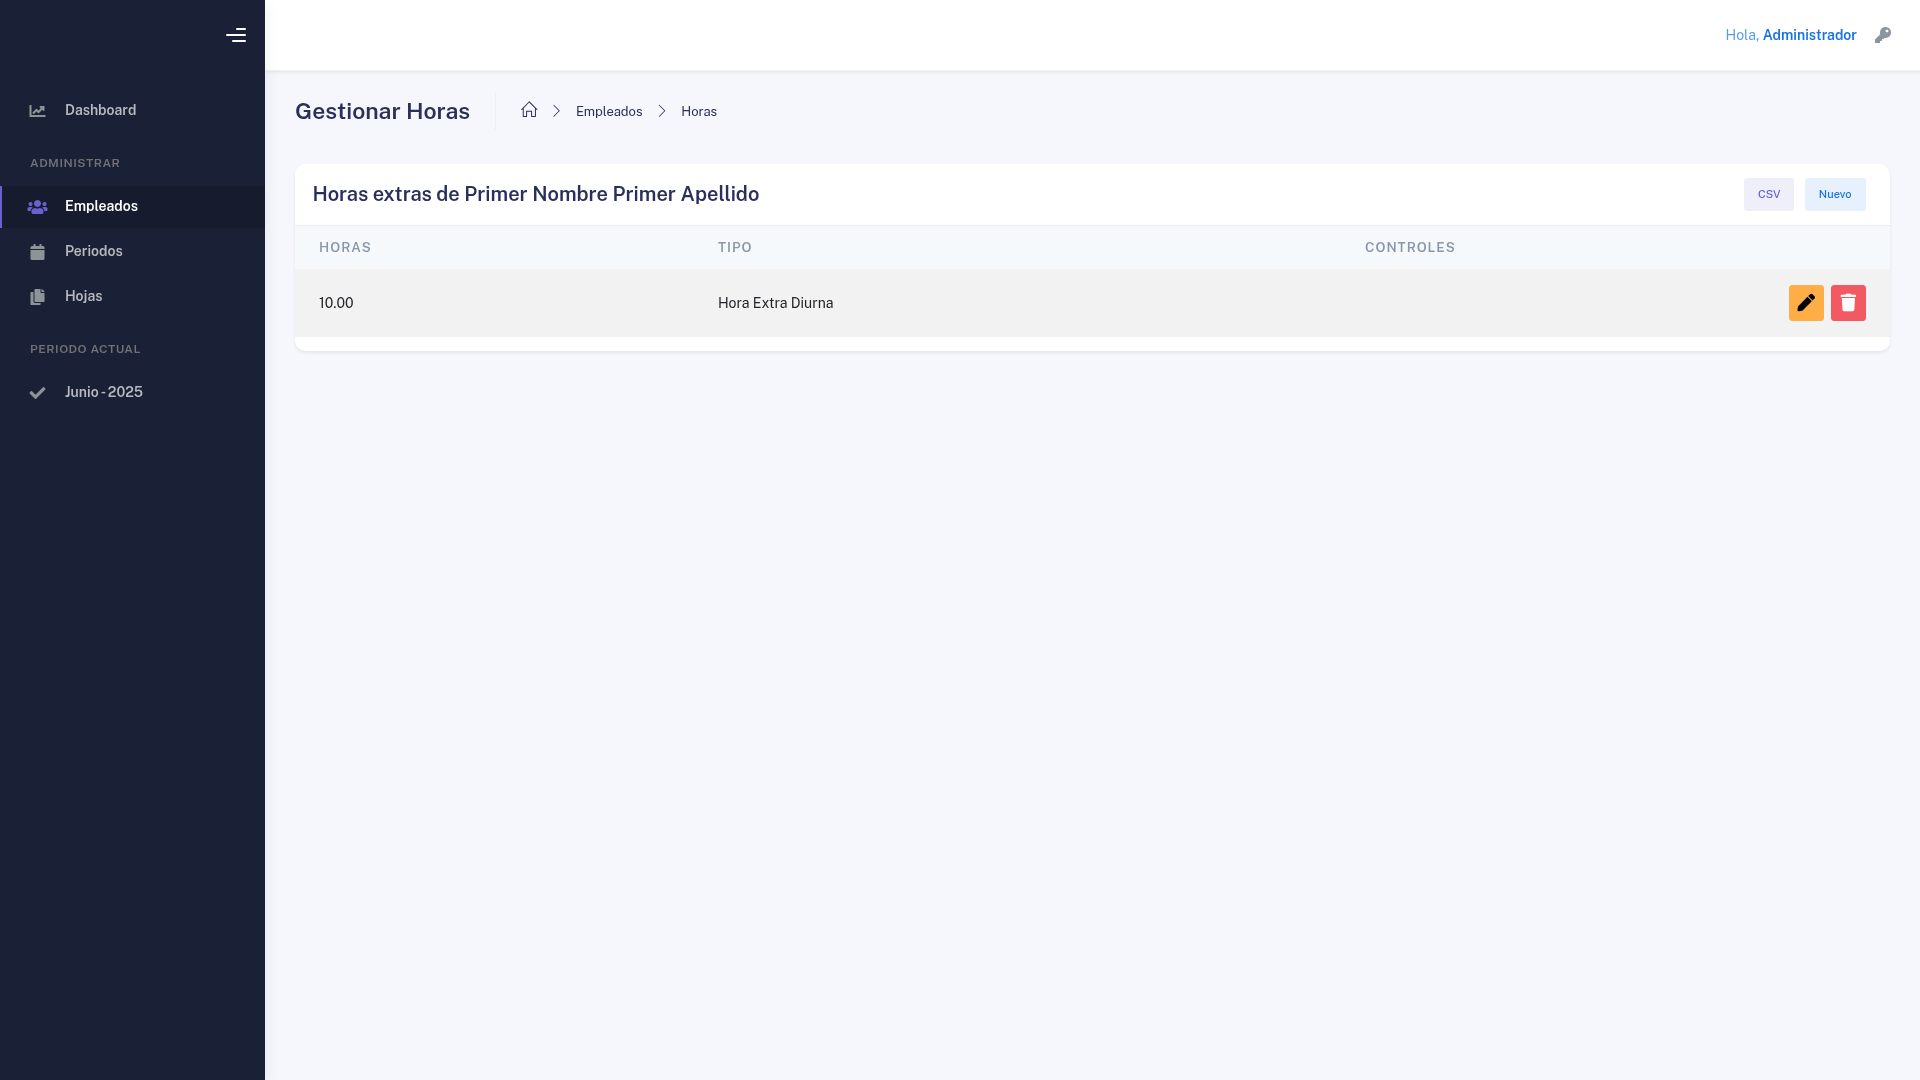 Hola, Administrador
Dashboard
ADMINISTRAR
Empleados
Periodos
Hojas
PERIODO ACTUAL
Junio - 2025
Gestionar Horas
Empleados
Horas
Horas extras de Primer Nombre Primer Apellido
CSV
Nuevo
HORAS TIPO CONTROLES
10.00 Hora Extra Diurna